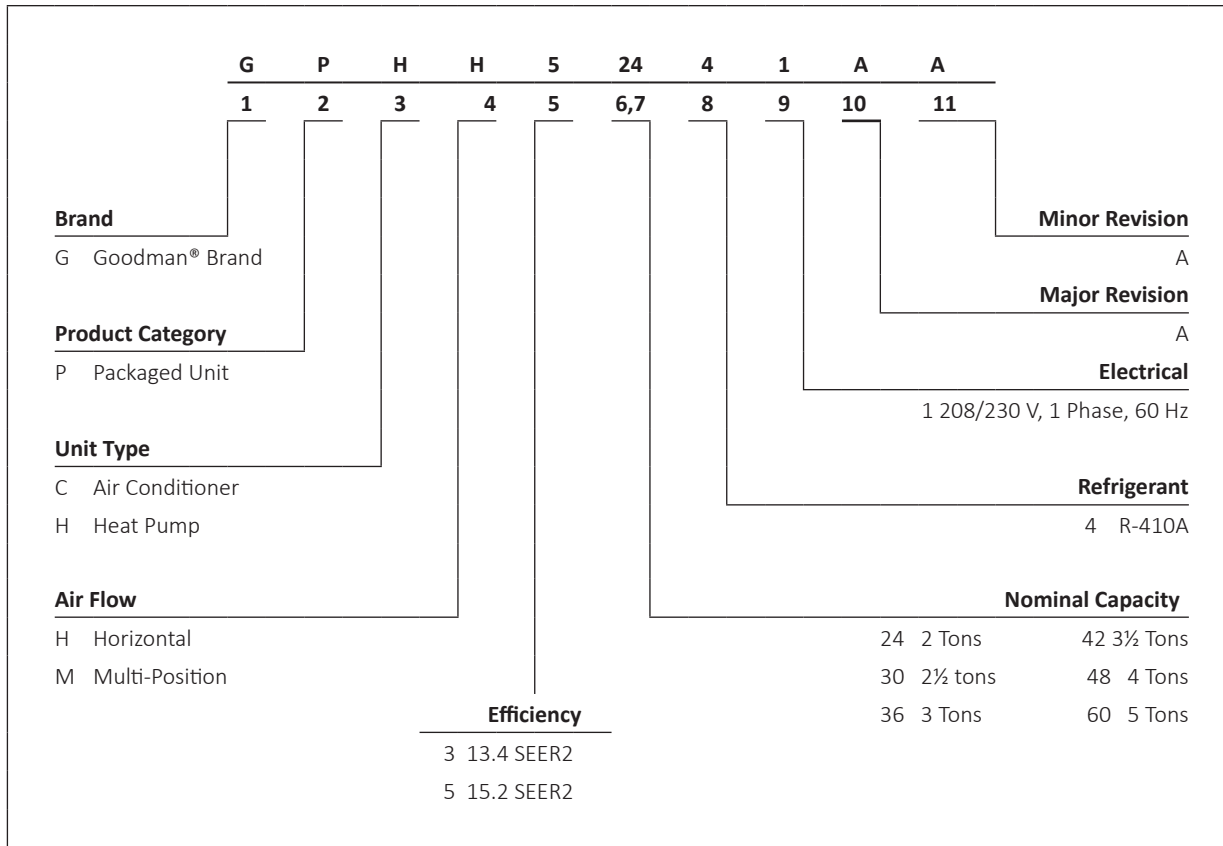 G P H H 5 24 4 1 A A
1 2 3 4 5 6,7 8 9 10 11
Brand
G Goodman® Brand
Product Category
P Packaged Unit
Unit Type
C Air Conditioner
H Heat Pump
Air Flow
H Horizontal
M Multi-Position
Efficiency
3 13.4 SEER2
5 15.2 SEER2
Minor Revision
A
Major Revision
A
Electrical
1 208/230 V, 1 Phase, 60 Hz
Refrigerant
4 R-410A
Nominal Capacity
24 2 Tons 42 3½ Tons
30 2½ tons 48 4 Tons
36 3 Tons 60 5 Tons